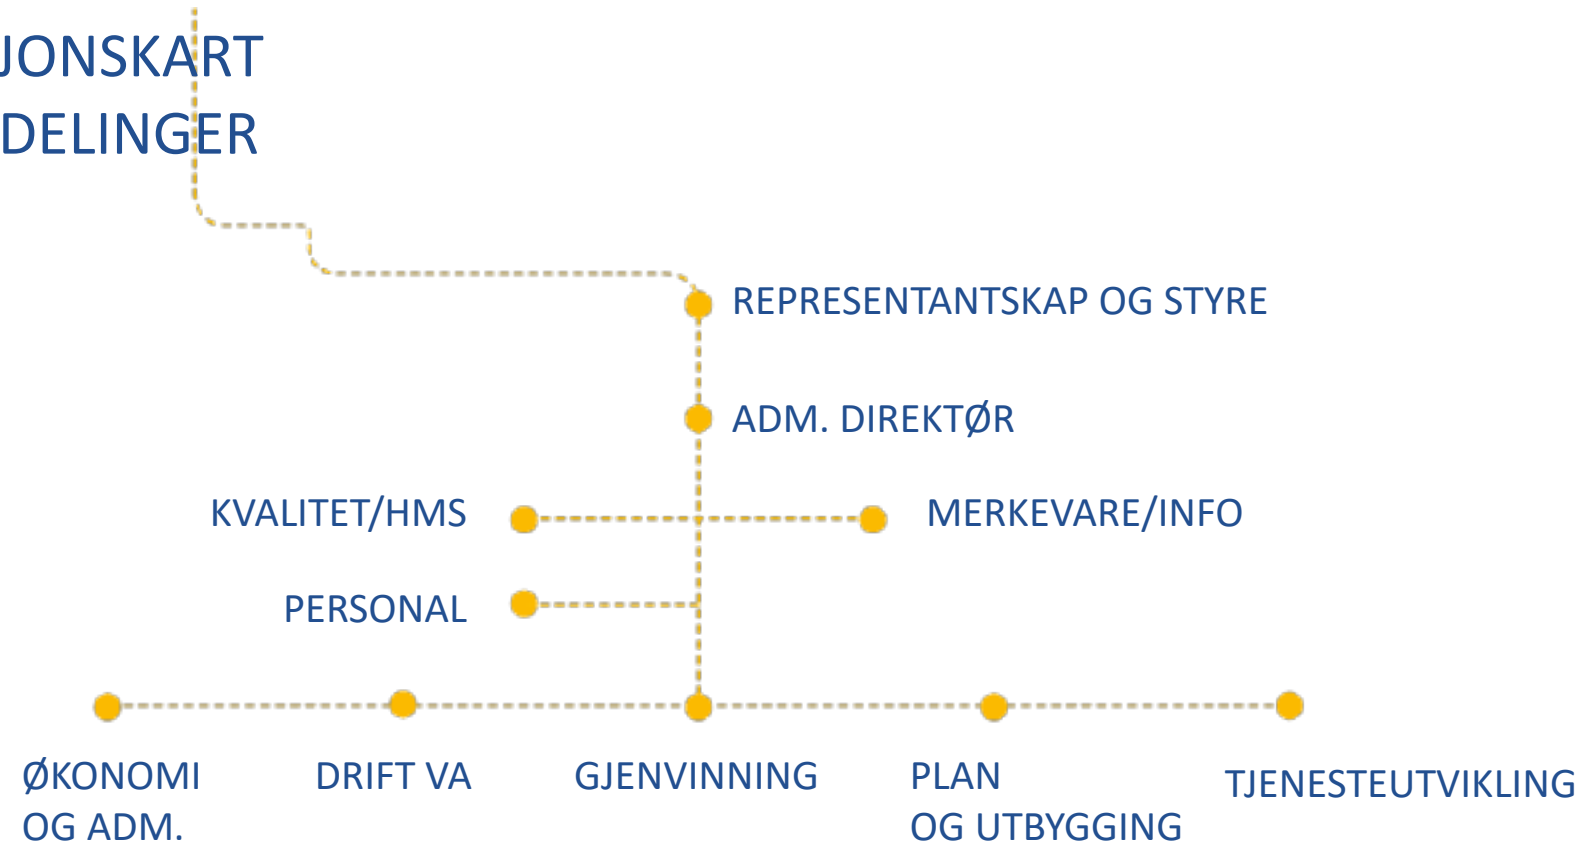 JONSKART
DELINGER
REPRESENTANTSKAP OG STYRE
ADM. DIREKTØR
KVALITET/HMS
MERKEVARE/INFO
PERSONAL
ØKONOMI
OG ADM.
DRIFT VA
GJENVINNING
PLAN
OG UTBYGGING
TJENESTEUTVIKLING